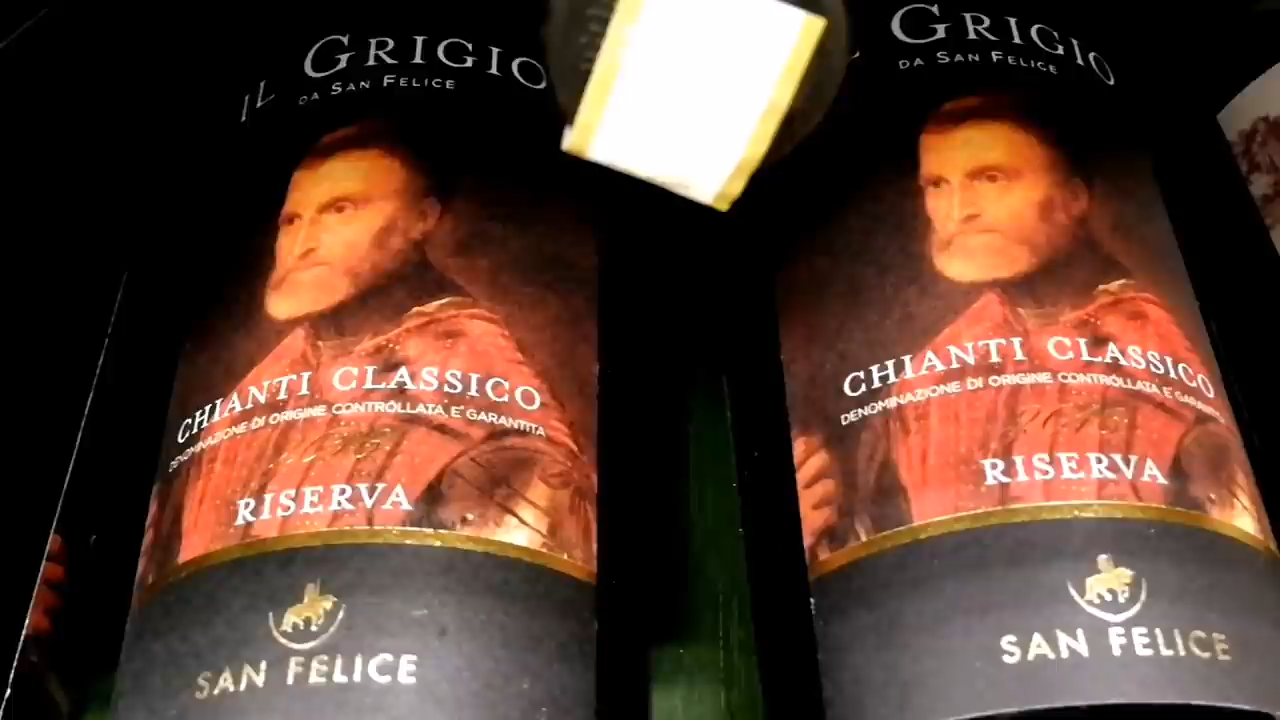 IL GRIGIO
DA SAN FELICE
CHIANTI CLASSICO
DENOMINAZIONE DI ORIGINE CONTROLLATA E GARANTITA
RISERVA
SAN FELICE
GRIGIO
DA SAN FELICE
CHIANTI CLASSICO
DENOMINAZIONE DI ORIGINE CONTROLLATA E GARANTITA
RISERVA
SAN FELICE